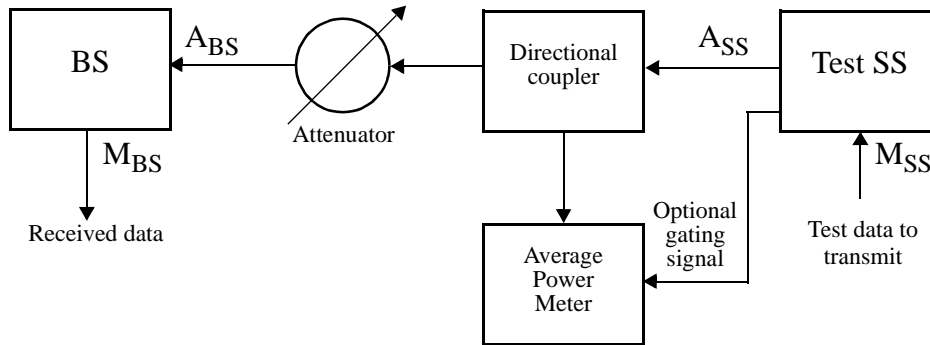 BS
A_BS
Attenuator
Directional
coupler
A_SS
Test SS
M_BS
Received data
Average
Power
Meter
Optional
gating
signal
M_SS
Test data to
transmit